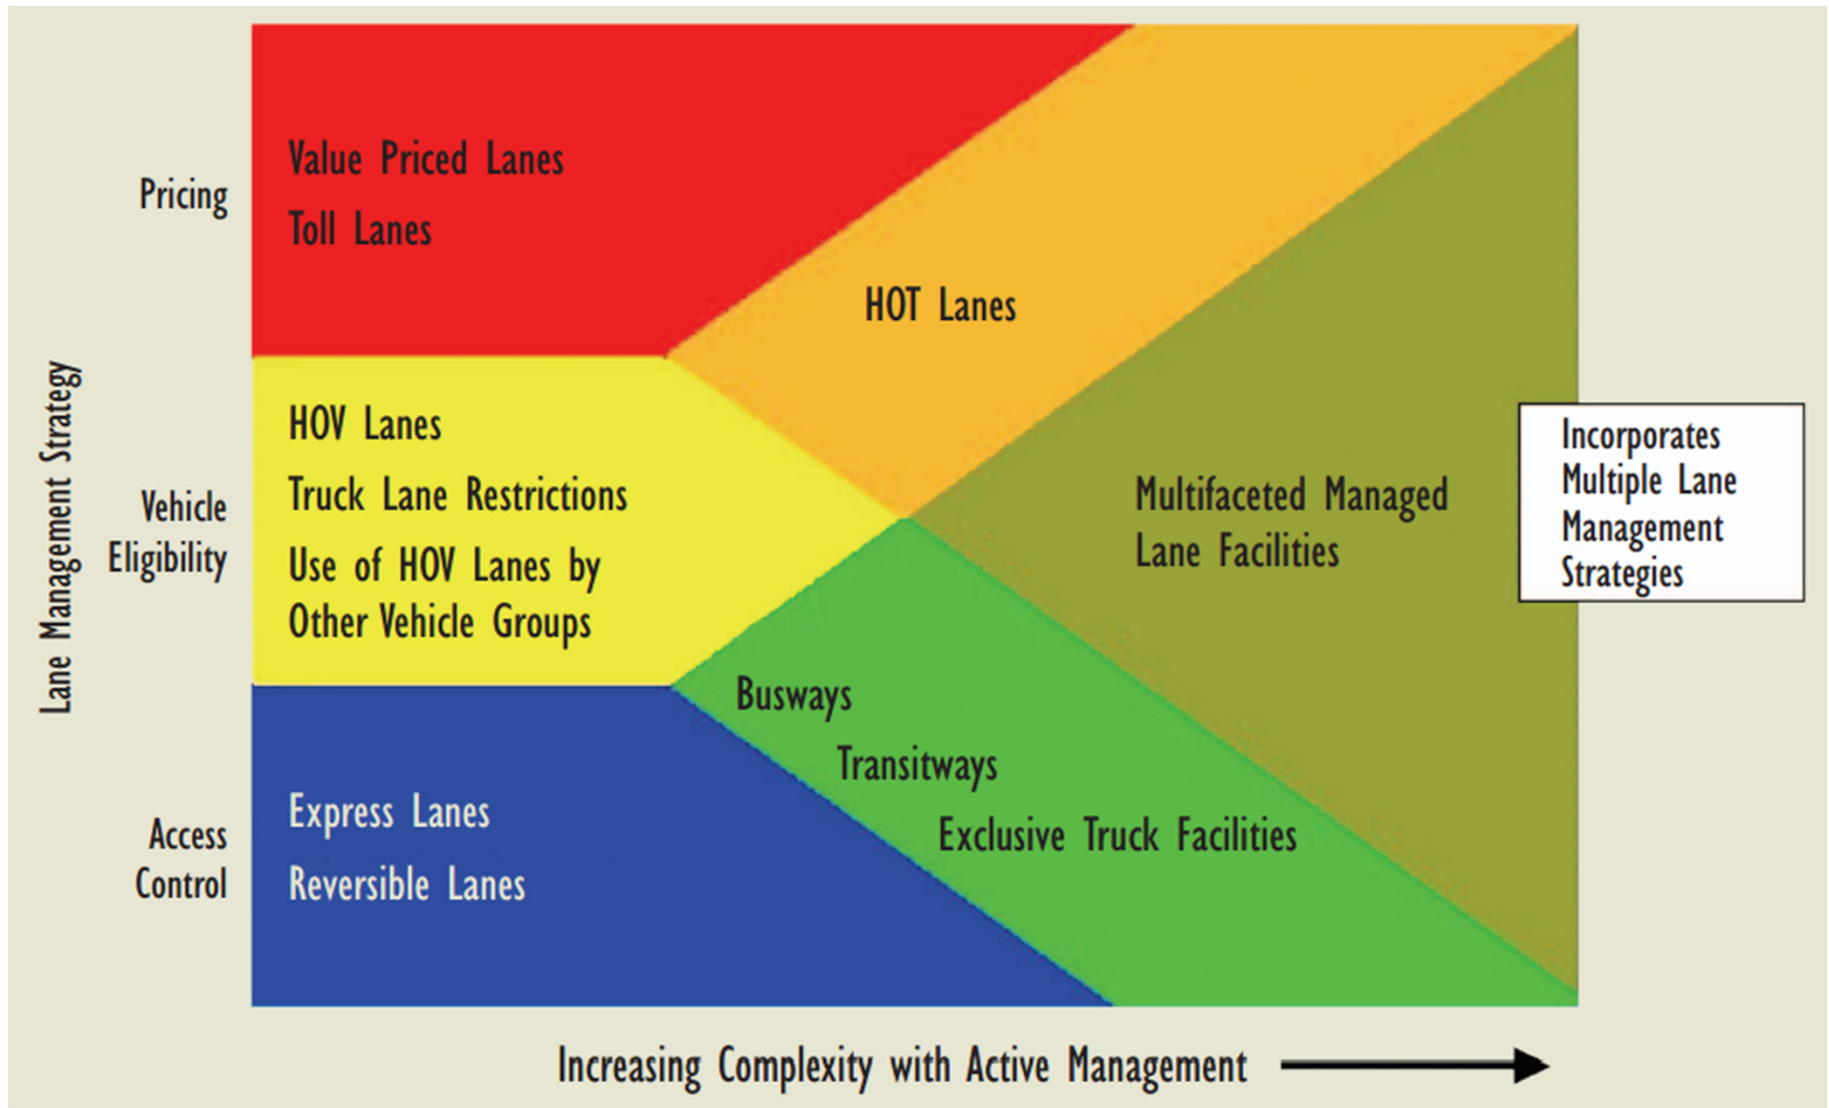 Lane Management Strategy
Pricing
Value Priced Lanes
Toll Lanes
HOT Lanes
Vehicle
Eligibility
HOV Lanes
Truck Lane Restrictions
Use of HOV Lanes by
Other Vehicle Groups
Multifaceted Managed
Lane Facilities
Incorporates
Multiple Lane
Management
Strategies
Busways
Transitways
Exclusive Truck Facilities
Access
Control
Express Lanes
Reversible Lanes
Increasing Complexity with Active Management